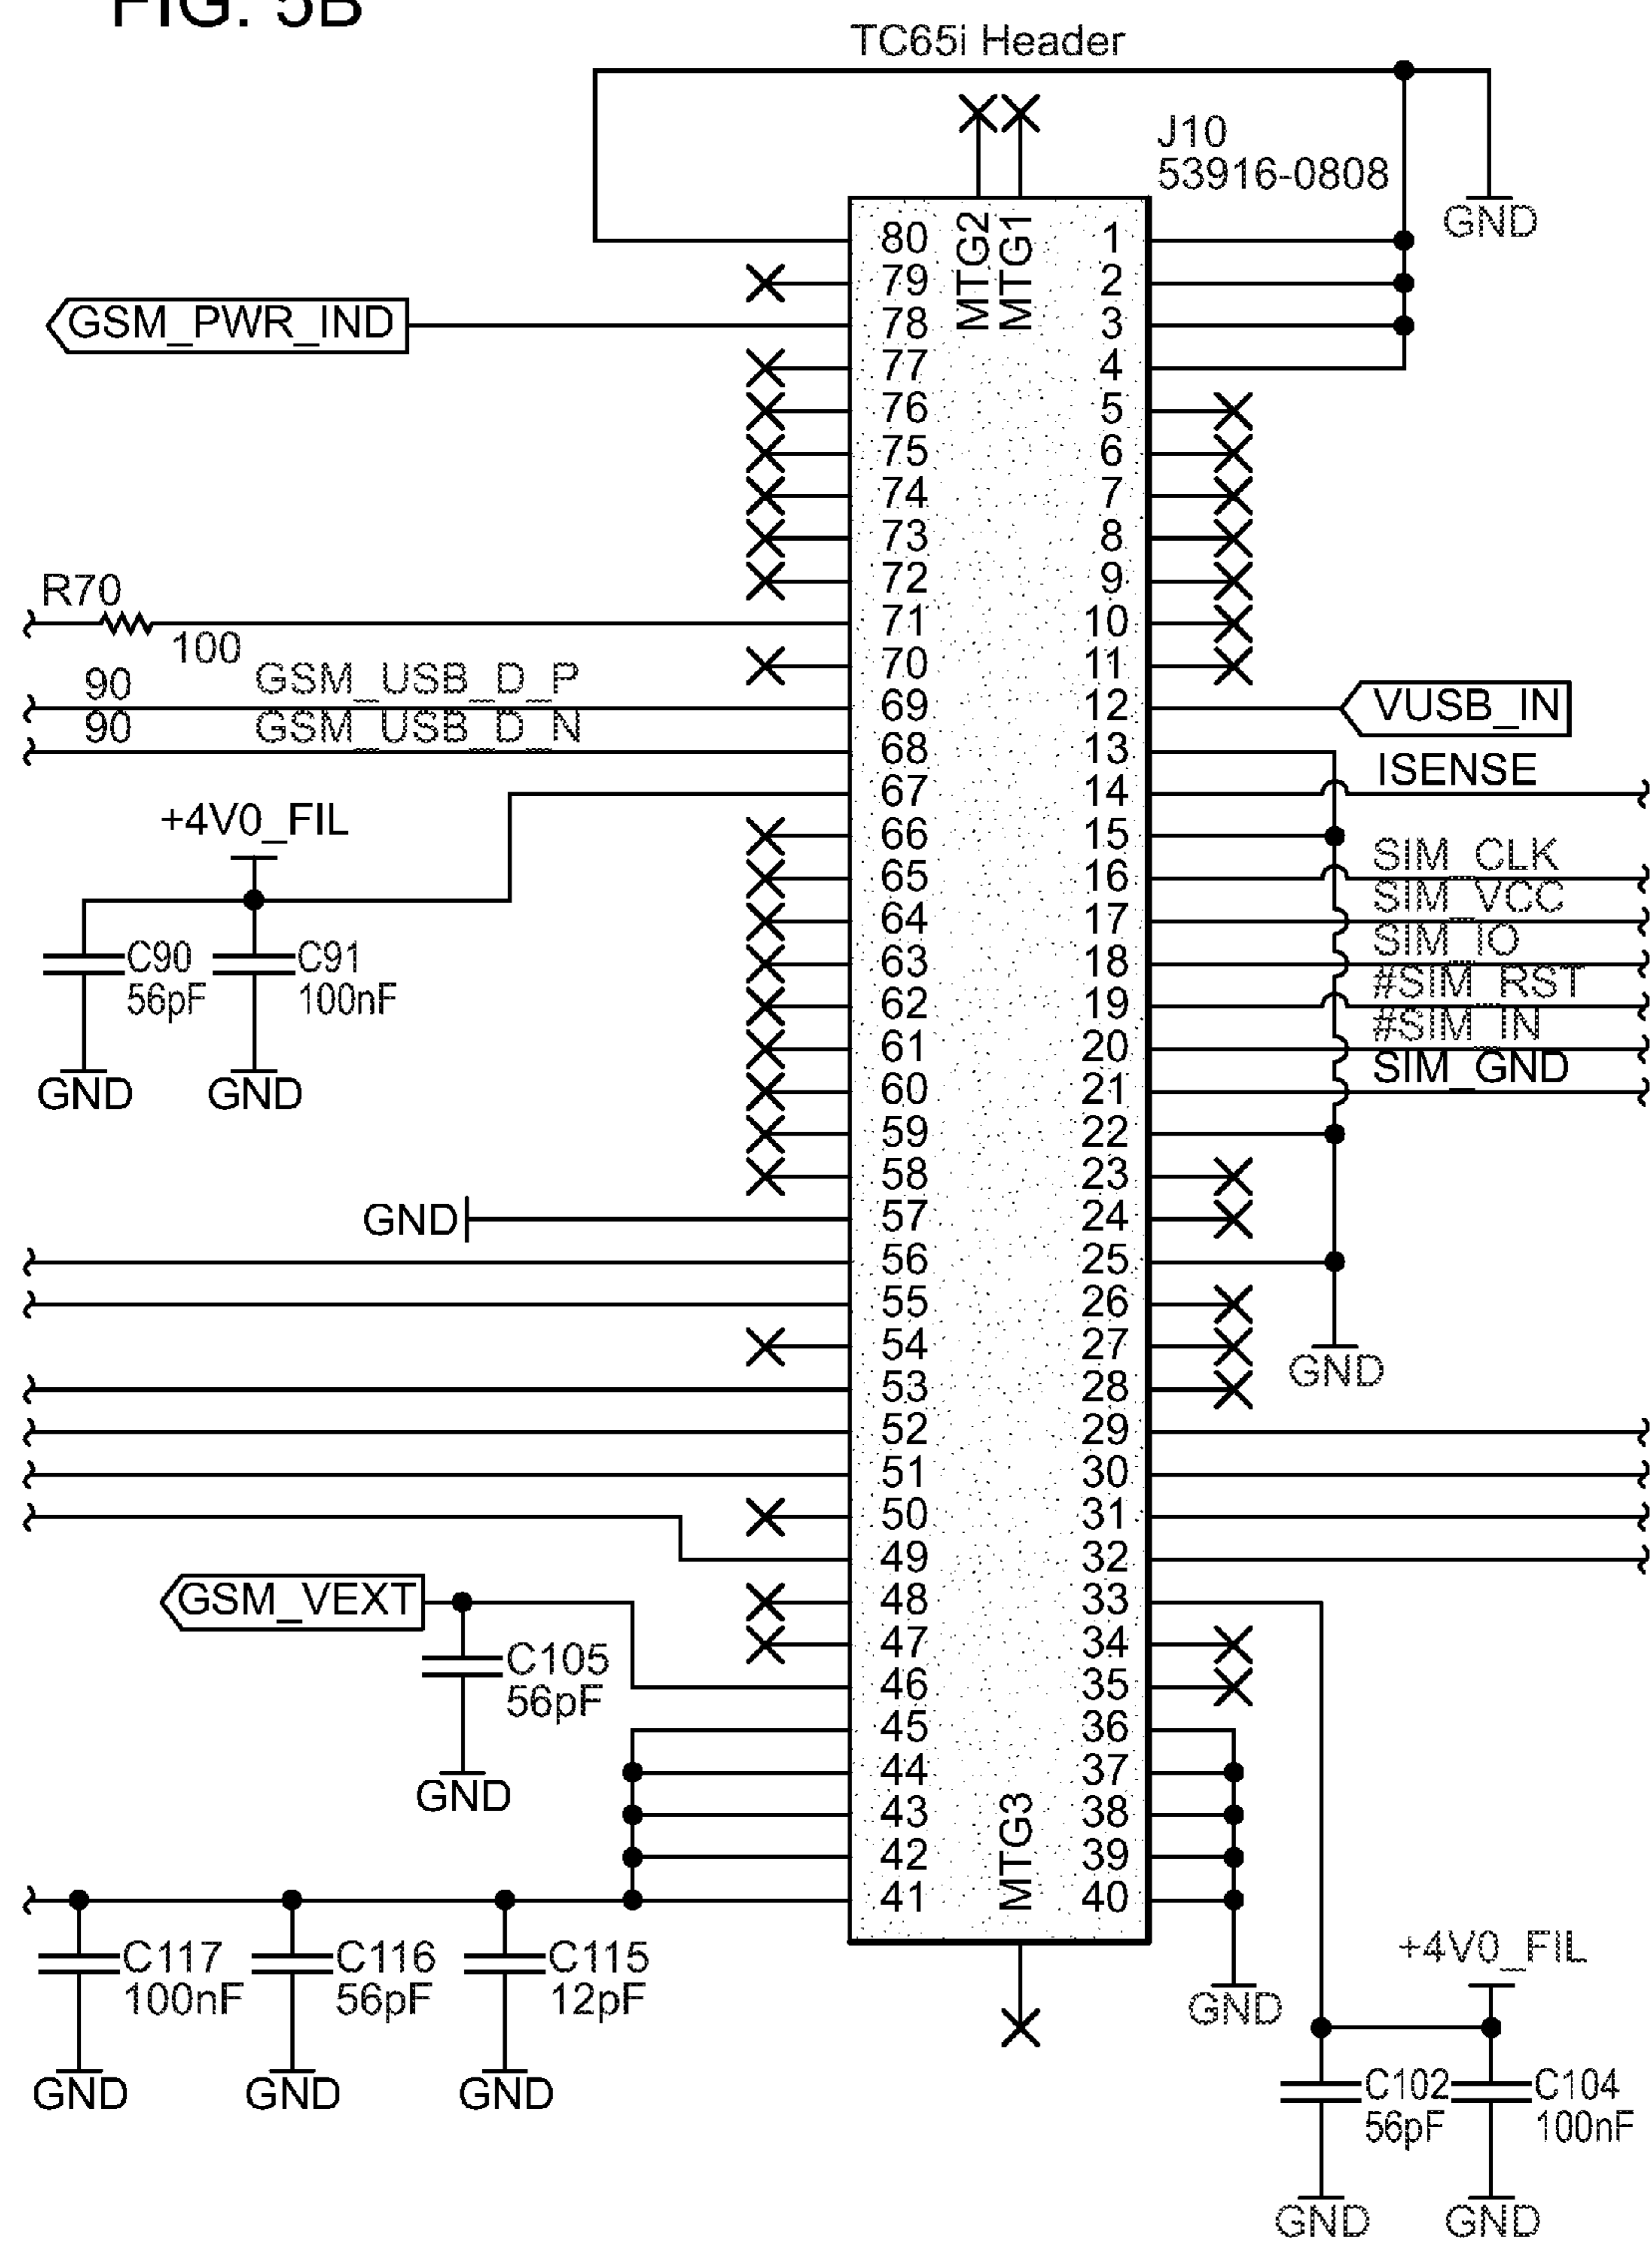 FIG. 5B
TC65i Header
J10
53916-0808
GND
MTG2
MTG1
80 1
79 2
GSM_PWR_IND
78 3
77 4
76 5
75 6
74 7
73 8
72 9
R70
100
71 10
70 11
90 GSM_USB_D_P
69 12
VUSB_IN
90 GSM_USB_D_N
68 13
ISENSE
67 14
+4V0_FIL
66 15
SIM_CLK
65 16
SIM_VCC
64 17
SIM_IO
63 18
#SIM_RST
62 19
#SIM_IN
61 20
SIM_GND
60 21
C90
56pF
C91
100nF
GND
GND
59 22
58 23
GND
57 24
56 25
55 26
54 27
GND
53 28
52 29
51 30
50 31
49 32
GSM_VEXT
48 33
47 34
C105
56pF
46 35
45 36
GND
44 37
43 38
42 39
41 40
MTG3
C117
100nF
C116
56pF
C115
12pF
GND
GND
GND
GND
+4V0_FIL
C102
56pF
C104
100nF
GND
GND